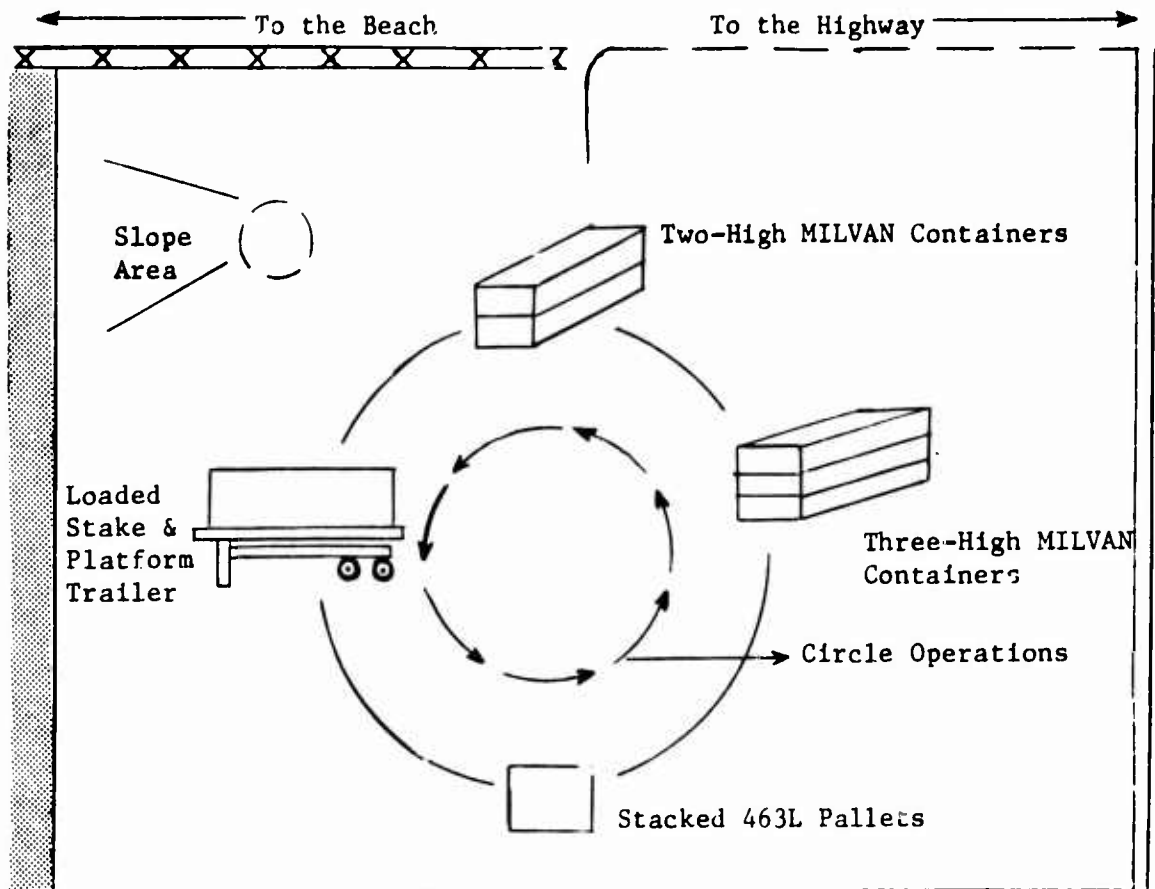 To the Beach
To the Highway
Slope
Area
Two-High MILVAN Containers
Loaded
Stake &
Platform
Trailer
Three-High MILVAN
Containers
Circle Operations
Stacked 463L Pallets